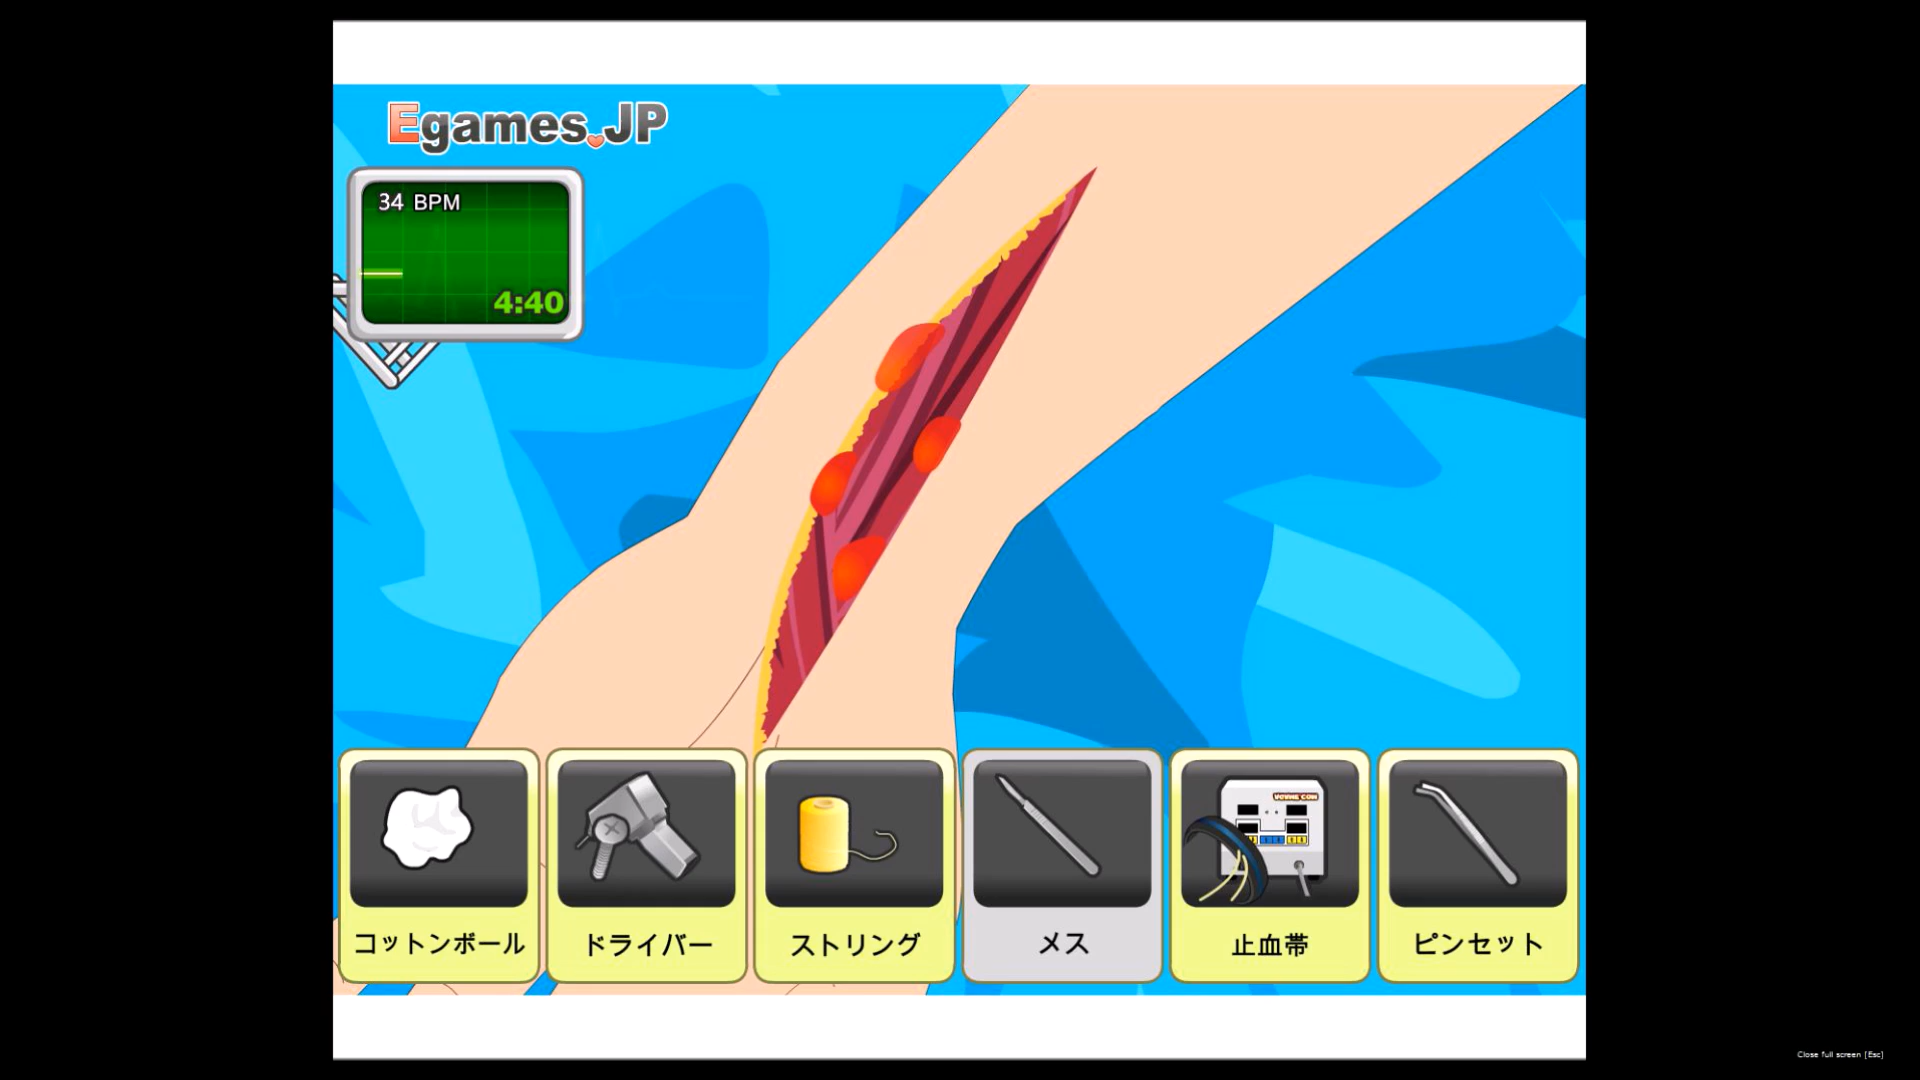 Egames.JP
34 BPM
4:40
コットンボール
ドライバー
ストリング
メス
止血帯
ピンセット
Close full screen [Esc]